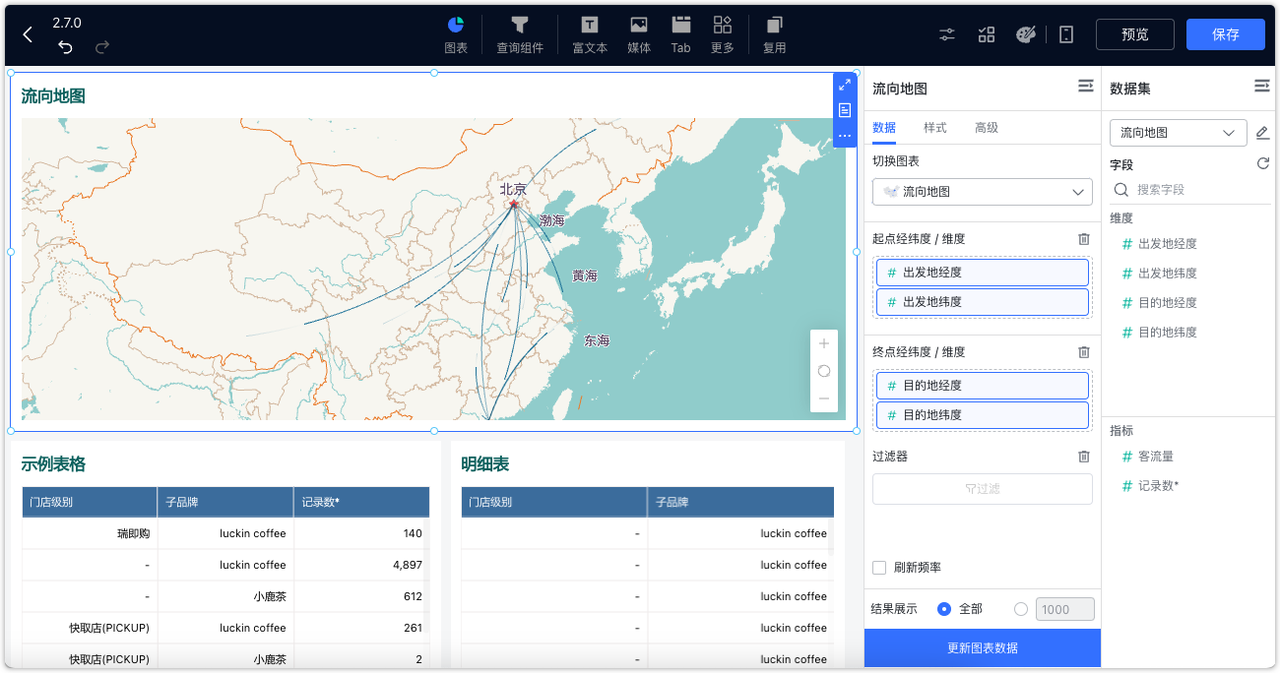 2.7.0
图表
查询组件
富文本
媒体
Tab
更多
复用
预览
保存
流向地图
北京
渤海
黄海
东海
示例表格
门店级别 子品牌 记录数*
瑞即购 luckin coffee 140
- luckin coffee 4,897
- 小鹿茶 612
快取店(PICKUP) luckin coffee 261
快取店(PICKUP) 小鹿茶 2
明细表
门店级别 子品牌
- luckin coffee
- luckin coffee
- luckin coffee
- luckin coffee
- luckin coffee
流向地图
数据 样式 高级
切换图表
流向地图
起点经纬度 / 维度
# 出发地经度
# 出发地纬度
终点经纬度 / 维度
# 目的地经度
# 目的地纬度
过滤器
过滤
刷新频率
结果展示 全部 1000
更新图表数据
数据集
流向地图
字段
搜索字段
维度
# 出发地经度
# 出发地纬度
# 目的地经度
# 目的地纬度
指标
# 客流量
# 记录数*